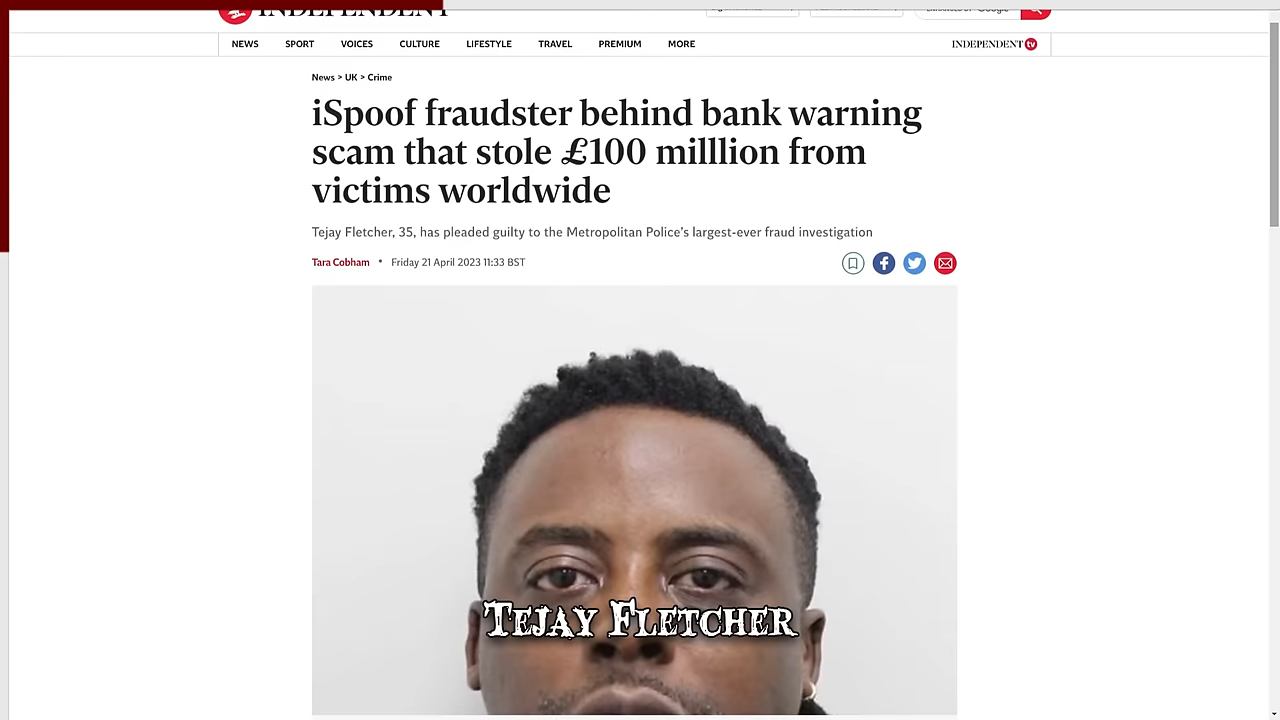 INDEPENDENT
NEWS SPORT VOICES CULTURE LIFESTYLE TRAVEL PREMIUM MORE INDEPENDENT tv
News > UK > Crime
iSpoof fraudster behind bank warning
scam that stole £100 milllion from
victims worldwide
Tejay Fletcher, 35, has pleaded guilty to the Metropolitan Police’s largest-ever fraud investigation
Tara Cobham • Friday 21 April 2023 11:33 BST
TEJAY FLETCHER